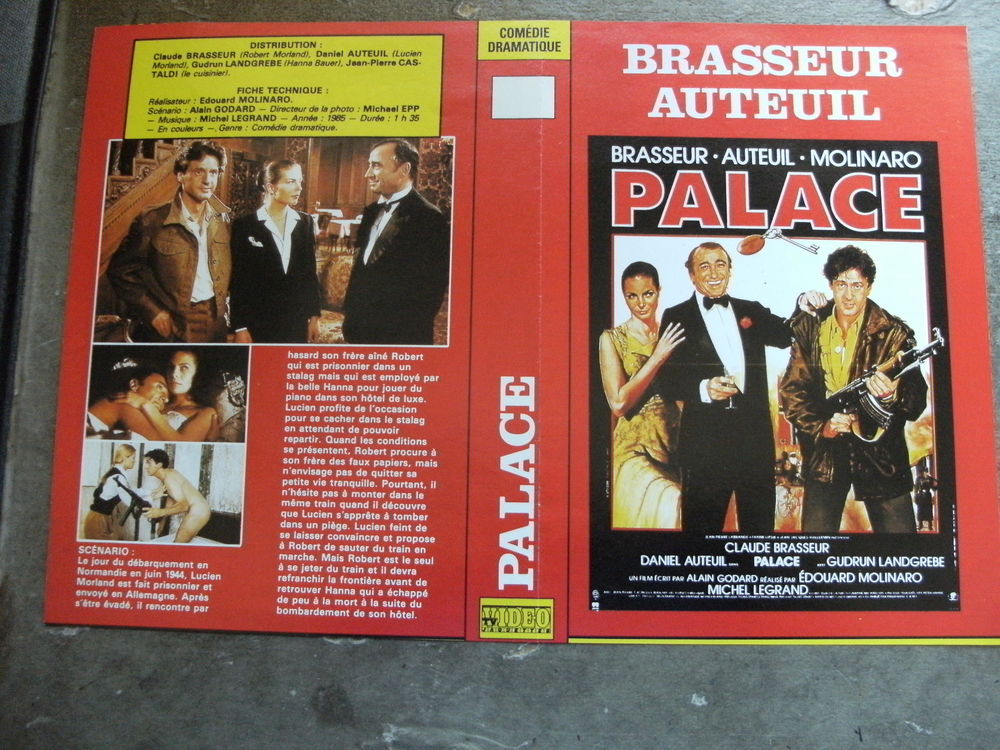 DISTRIBUTION :
Claude BRASSEUR (Robert Morland), Daniel AUTEUIL (Lucien
Morland), Gudrun LANDGREBE (Hanna Bauer), Jean-Pierre CAS-
TALDI (le cuisinier).
FICHE TECHNIQUE :
Réalisateur : Edouard MOLINARO.
Scénario : Alain GODARD — Directeur de la photo : Michael EPP
— Musique : Michel LEGRAND — Année : 1985 — Durée : 1 h 35
— En couleurs —. Genre : Comédie dramatique.
SCÉNARIO :
Le jour du débarquement en
Normandie en juin 1944, Lucien
Morland est fait prisonnier et
envoyé en Allemagne. Après
s'être évadé, il rencontre par
hasard son frère aîné Robert
qui est prisonnier dans un
stalag mais qui est employé par
la belle Hanna pour jouer du
piano dans son hôtel de luxe.
Lucien profite de l'occasion
pour se cacher dans le stalag
en attendant de pouvoir
repartir. Quand les conditions
se présentent, Robert procure à
son frère des faux papiers, mais
n'envisage pas de quitter sa
petite vie tranquille. Pourtant, il
n'hésite pas à monter dans le
même train quand il découvre
que Lucien s'apprête à tomber
dans un piège. Lucien feint de
se laisser convaincre et propose
à Robert de sauter du train en
marche. Mais Robert est le seul
à se jeter du train et il devra
refranchir la frontière avant de
retrouver Hanna qui a échappé
de peu à la mort à la suite du
bombardement de son hôtel.
COMÉDIE
DRAMATIQUE
PALACE
TV
VIDÉO
BRASSEUR
AUTEUIL
BRASSEUR · AUTEUIL · MOLINARO
PALACE
CLAUDE BRASSEUR
DANIEL AUTEUIL PALACE GUDRUN LANDGREBE
UN FILM ÉCRIT PAR ALAIN GODARD RÉALISÉ PAR ÉDOUARD MOLINARO
MICHEL LEGRAND